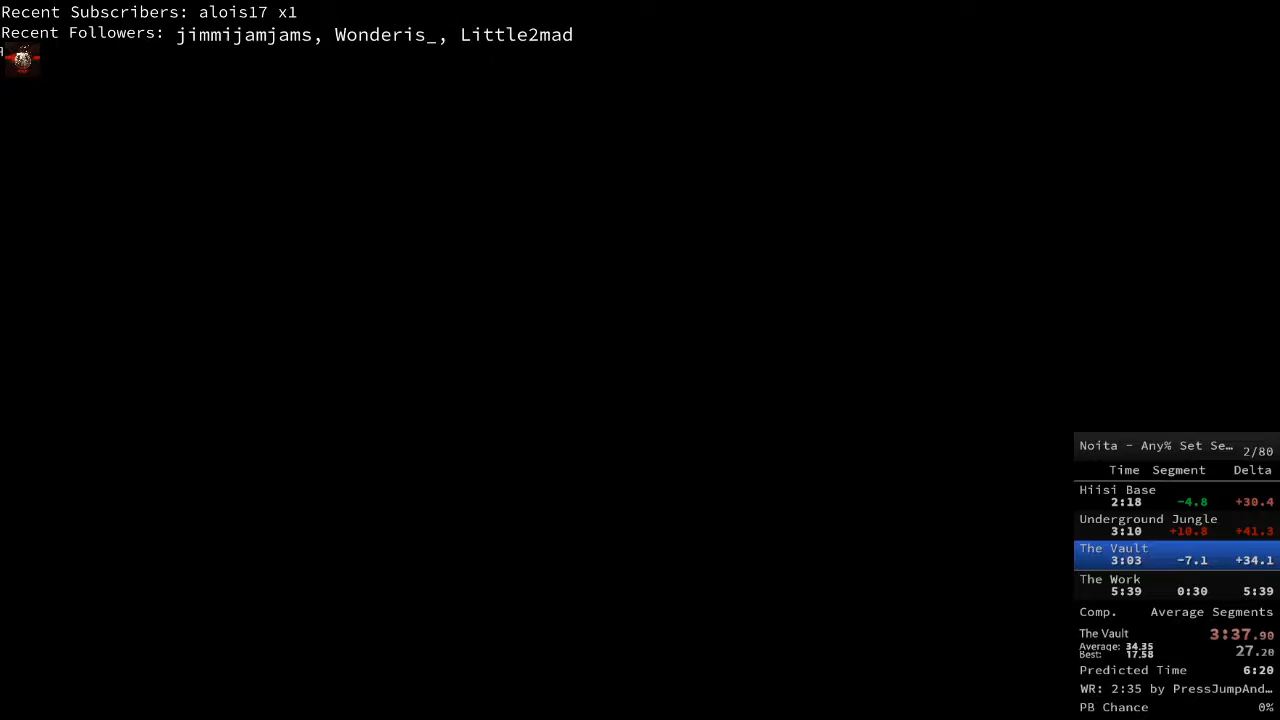 Recent Subscribers: alois17 x1
Recent Followers: jimmijamjams, Wonderis_, Little2mad
Noita - Any% Set Se… 2/80
Time Segment Delta
Hiisi Base
2:18 -4.8 +30.4
Underground Jungle
3:10 +10.8 +41.3
The Vault
3:03 -7.1 +34.1
The Work
5:39 0:30 5:39
Comp. Average Segments
The Vault 3:37.90
Average: 34.35
Best: 17.58 27.20
Predicted Time 6:20
WR: 2:35 by PressJumpAnd…
PB Chance 0%